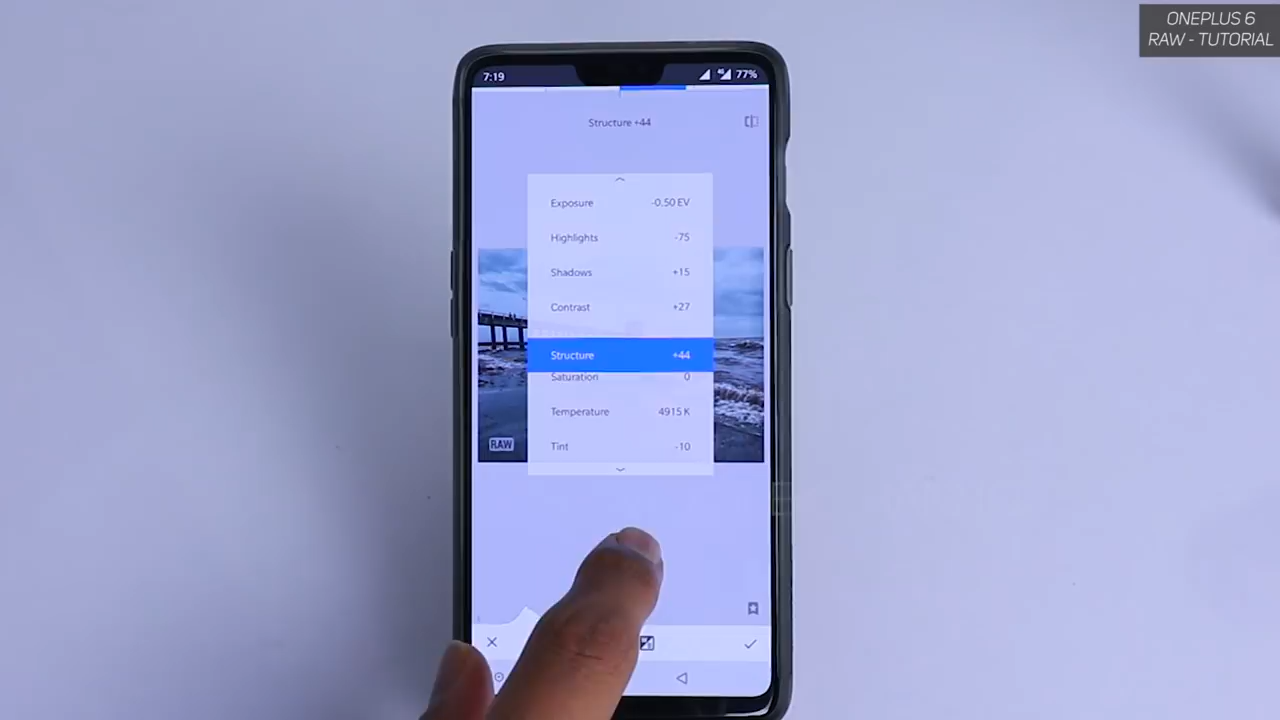 ONEPLUS 6
RAW - TUTORIAL
7:19
4G
77%
Structure +44
Exposure -0.50 EV
Highlights -75
Shadows +15
Contrast +27
Structure +44
Saturation 0
Temperature 4915 K
Tint -10
RAW